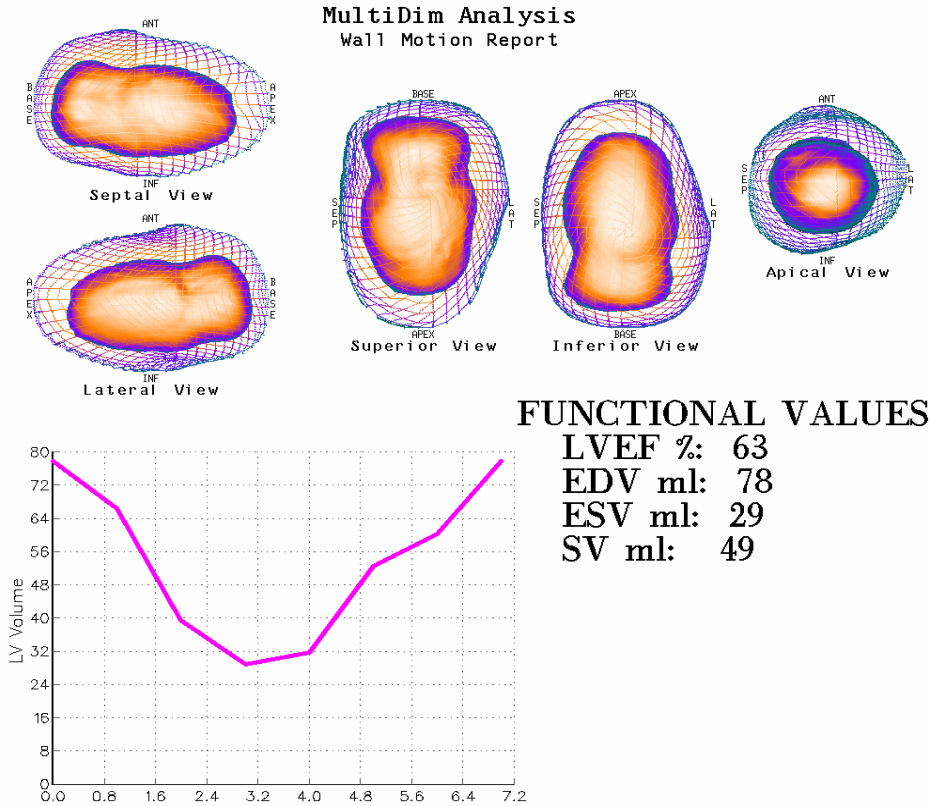 MultiDim Analysis
Wall Motion Report
ANT
BASE
APEX
INF
Septal View
ANT
APEX
BASE
INF
Lateral View
BASE
SEP
LAT
APEX
Superior View
APEX
SEP
LAT
BASE
Inferior View
ANT
SEP
LAT
INF
Apical View
FUNCTIONAL VALUES
LVEF %: 63
EDV ml: 78
ESV ml: 29
SV ml: 49
LV Volume
80
72
64
56
48
40
32
24
16
8
0
0.0 0.8 1.6 2.4 3.2 4.0 4.8 5.6 6.4 7.2